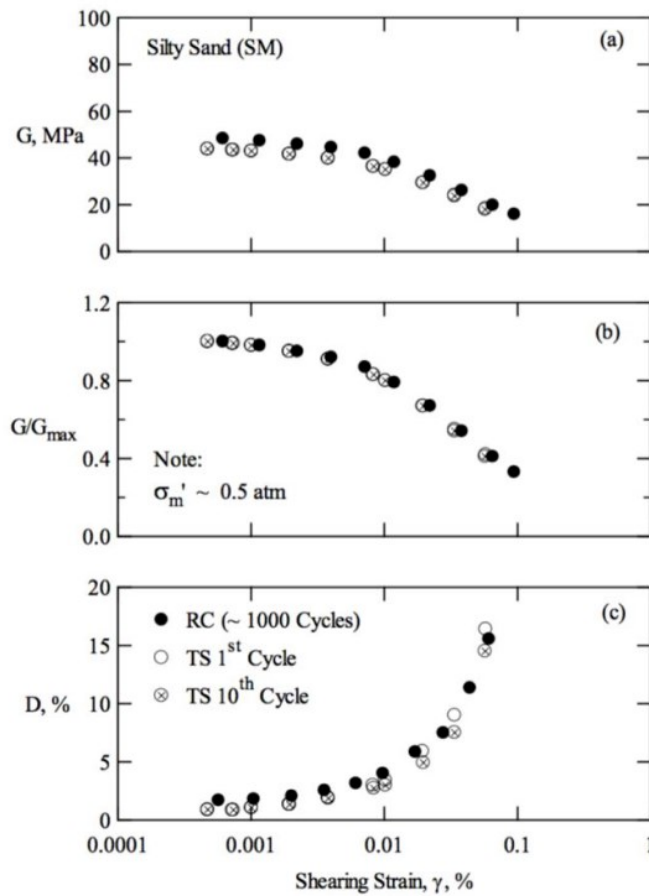 100
(a)
Silty Sand (SM)
80
60
G, MPa
40
20
0
1.2
(b)
0.8
G/Gmax
0.4
Note:
σm' ~ 0.5 atm
0.0
20
(c)
RC (~ 1000 Cycles)
15
TS 1st Cycle
TS 10th Cycle
D, %
10
5
0
0.0001 0.001 0.01 0.1 1
Shearing Strain, γ, %